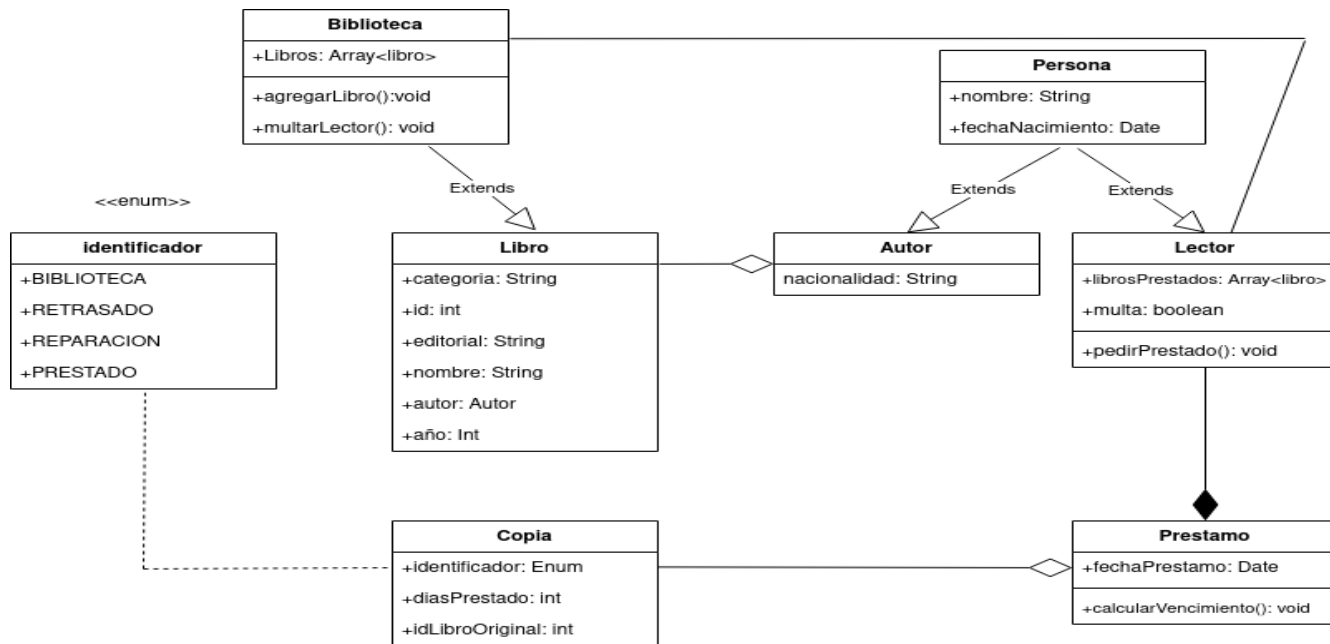 Biblioteca
+Libros: Array<libro>
+agregarLibro():void
+multarLector(): void
Persona
+nombre: String
+fechaNacimiento: Date
Extends
Extends
Extends
<<enum>>
identificador
+BIBLIOTECA
+RETRASADO
+REPARACION
+PRESTADO
Libro
+categoria: String
+id: int
+editorial: String
+nombre: String
+autor: Autor
+año: Int
Autor
nacionalidad: String
Lector
+librosPrestados: Array<libro>
+multa: boolean
+pedirPrestado(): void
Copia
+identificador: Enum
+diasPrestado: int
+idLibroOriginal: int
Prestamo
+fechaPrestamo: Date
+calcularVencimiento(): void